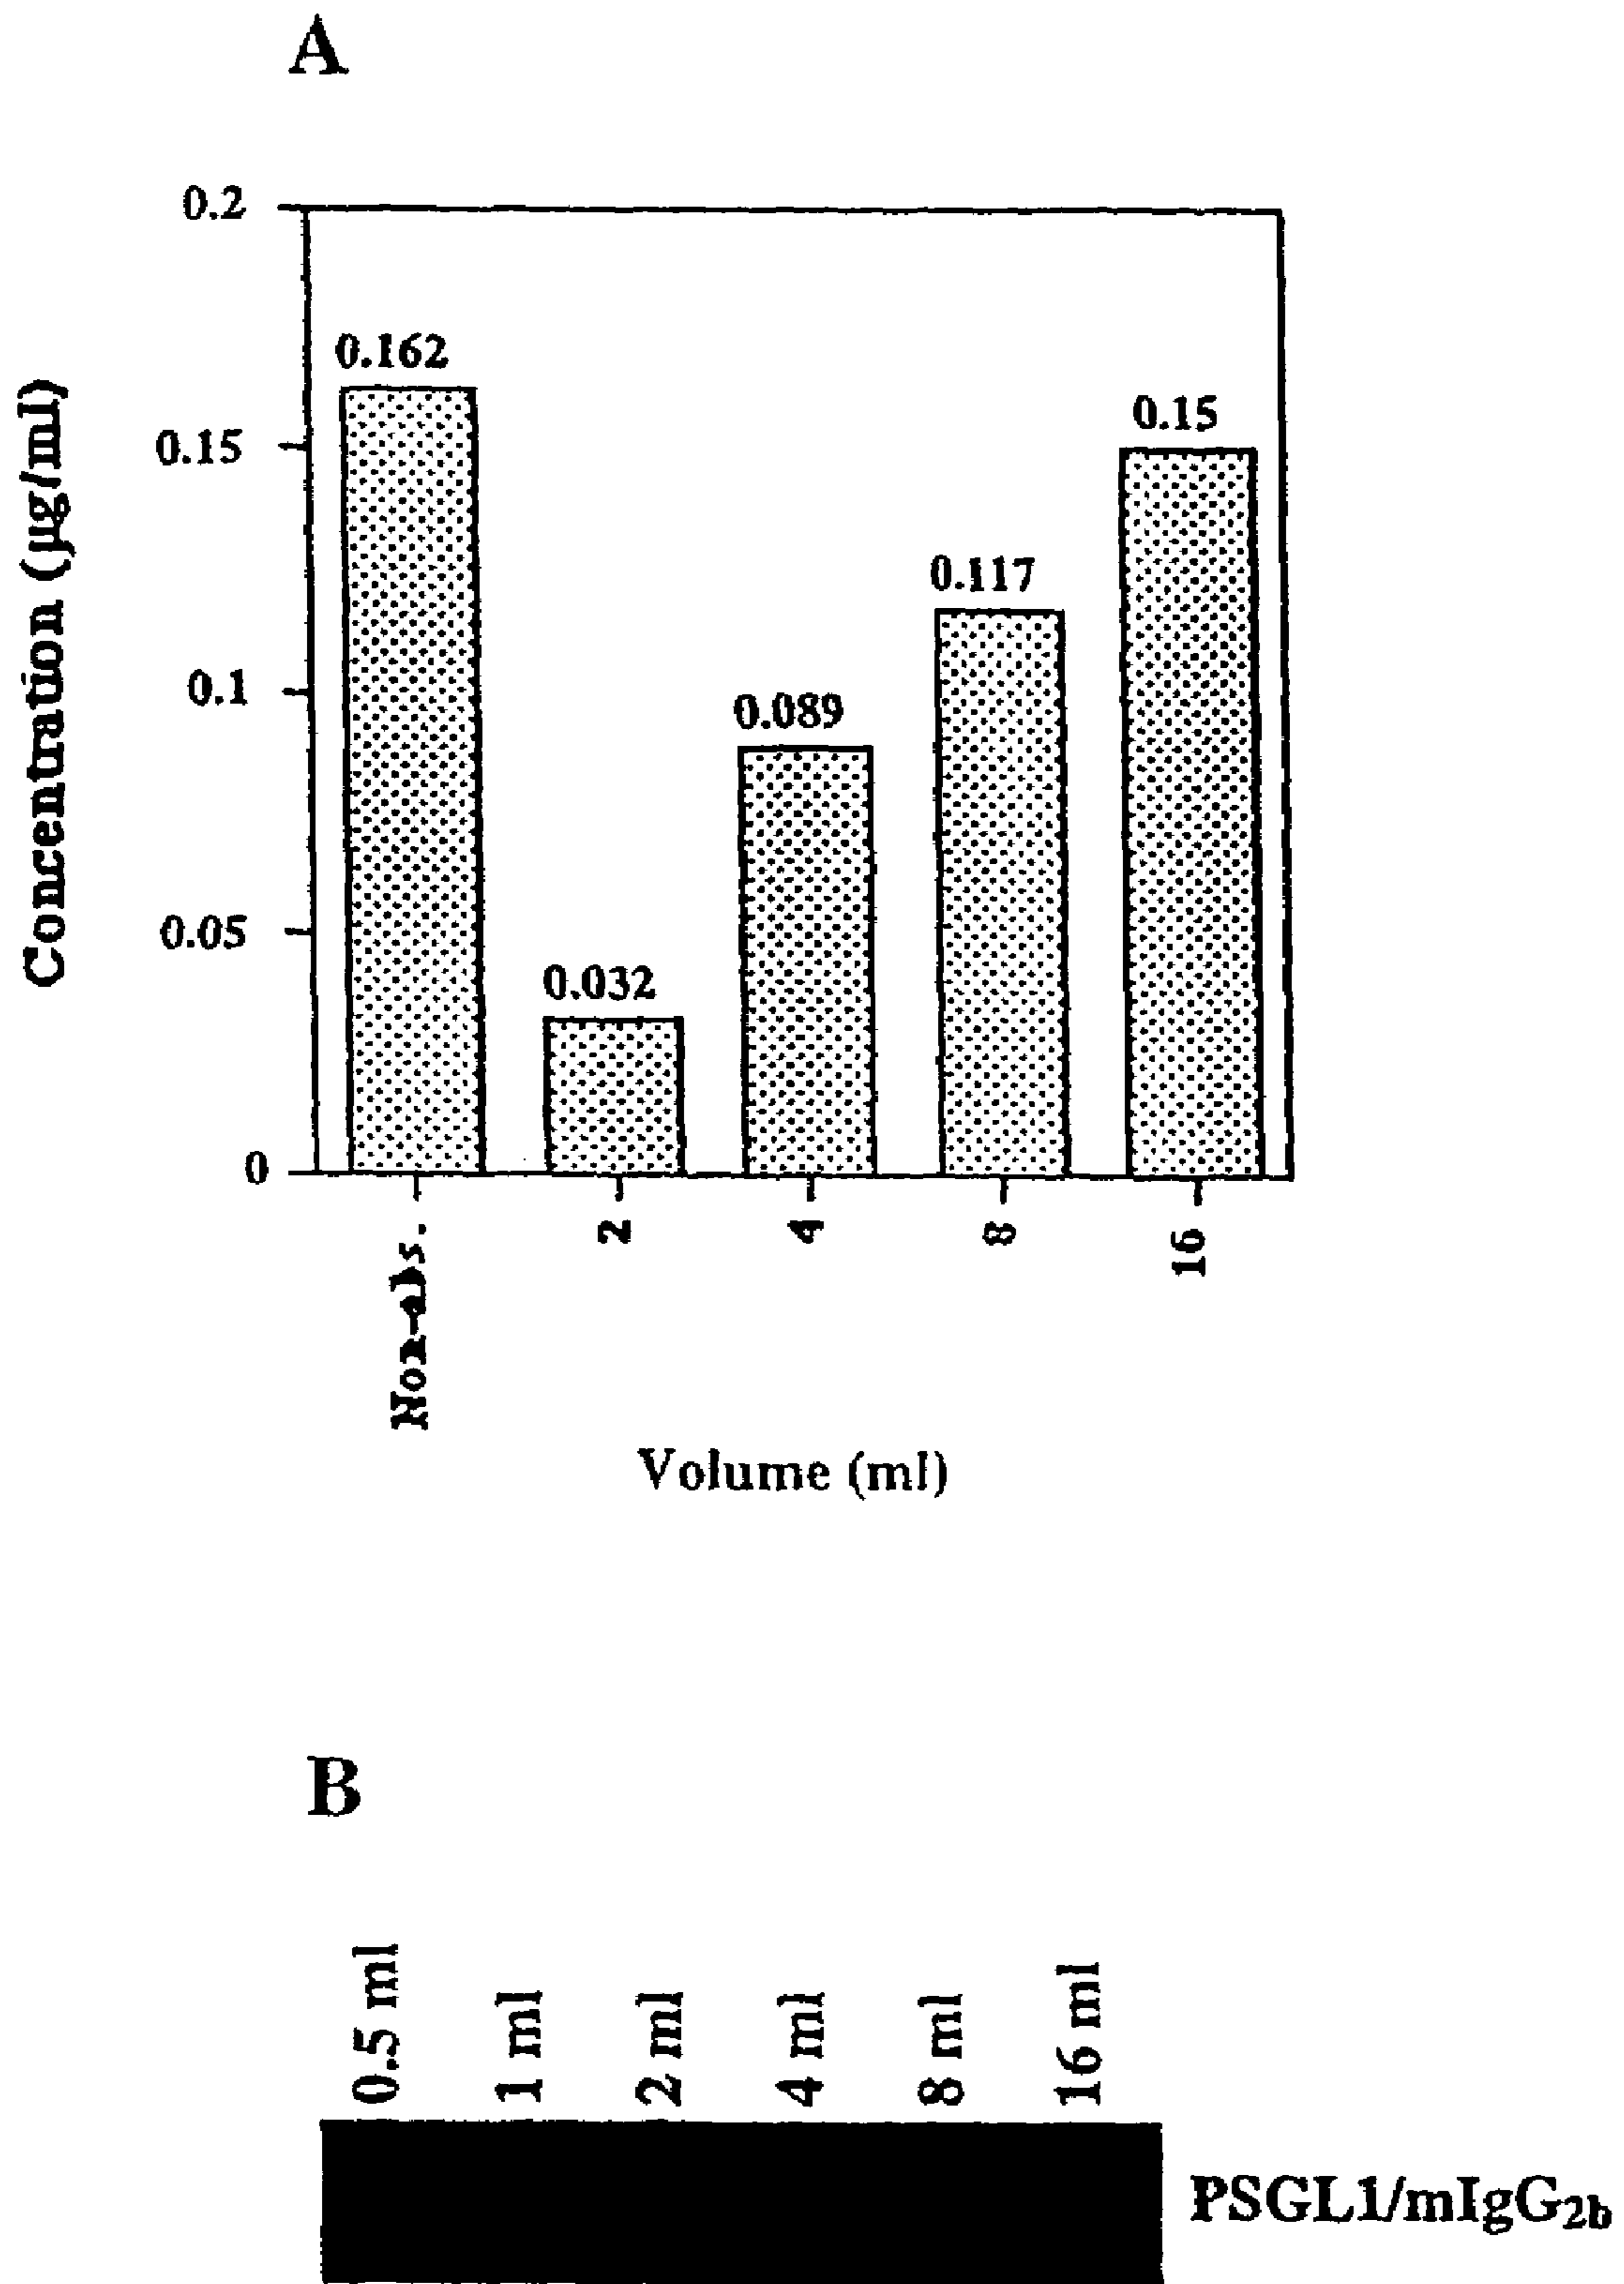 A
0.2
0.15
0.1
0.05
0
Concentration (µg/ml)
0.162
0.032
0.089
0.117
0.15
Non-abs.
2
4
8
16
Volume (ml)
B
0.5 ml
1 ml
2 ml
4 ml
8 ml
16 ml
PSGL1/mIgG2b